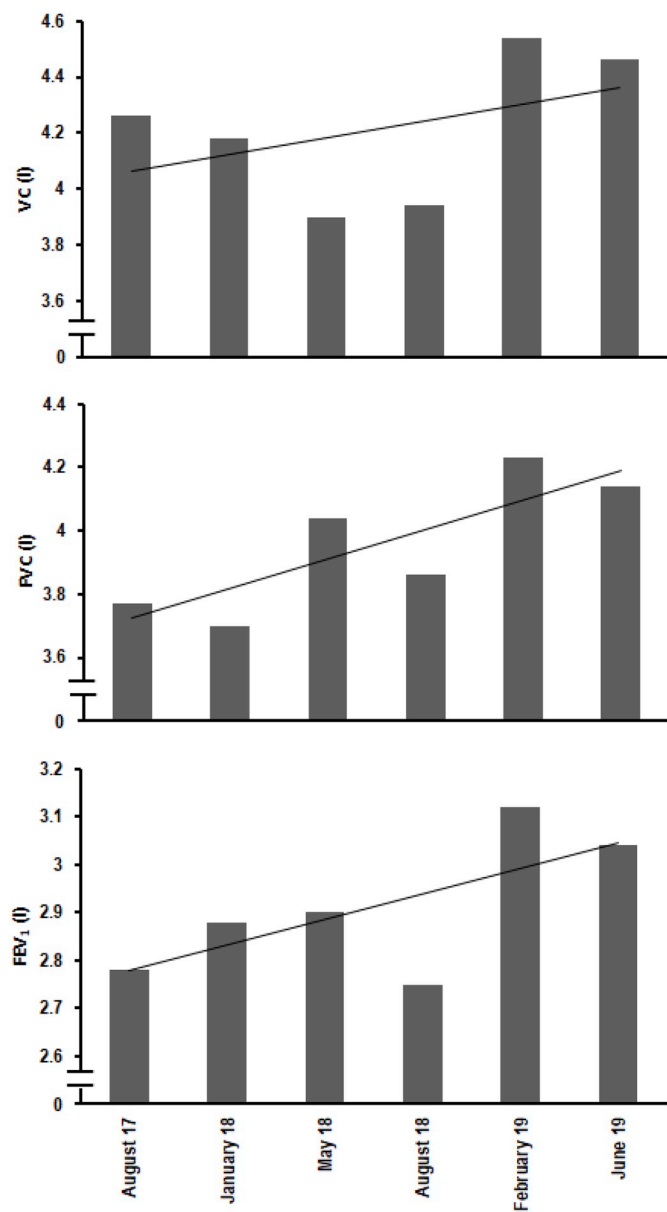 4.6
4.4
4.2
4
3.8
3.6
0
VC (l)
4.4
4.2
4
3.8
3.6
0
FVC (l)
3.2
3.1
3
2.9
2.8
2.7
2.6
0
FEV₁ (l)
August 17
January 18
May 18
August 18
February 19
June 19